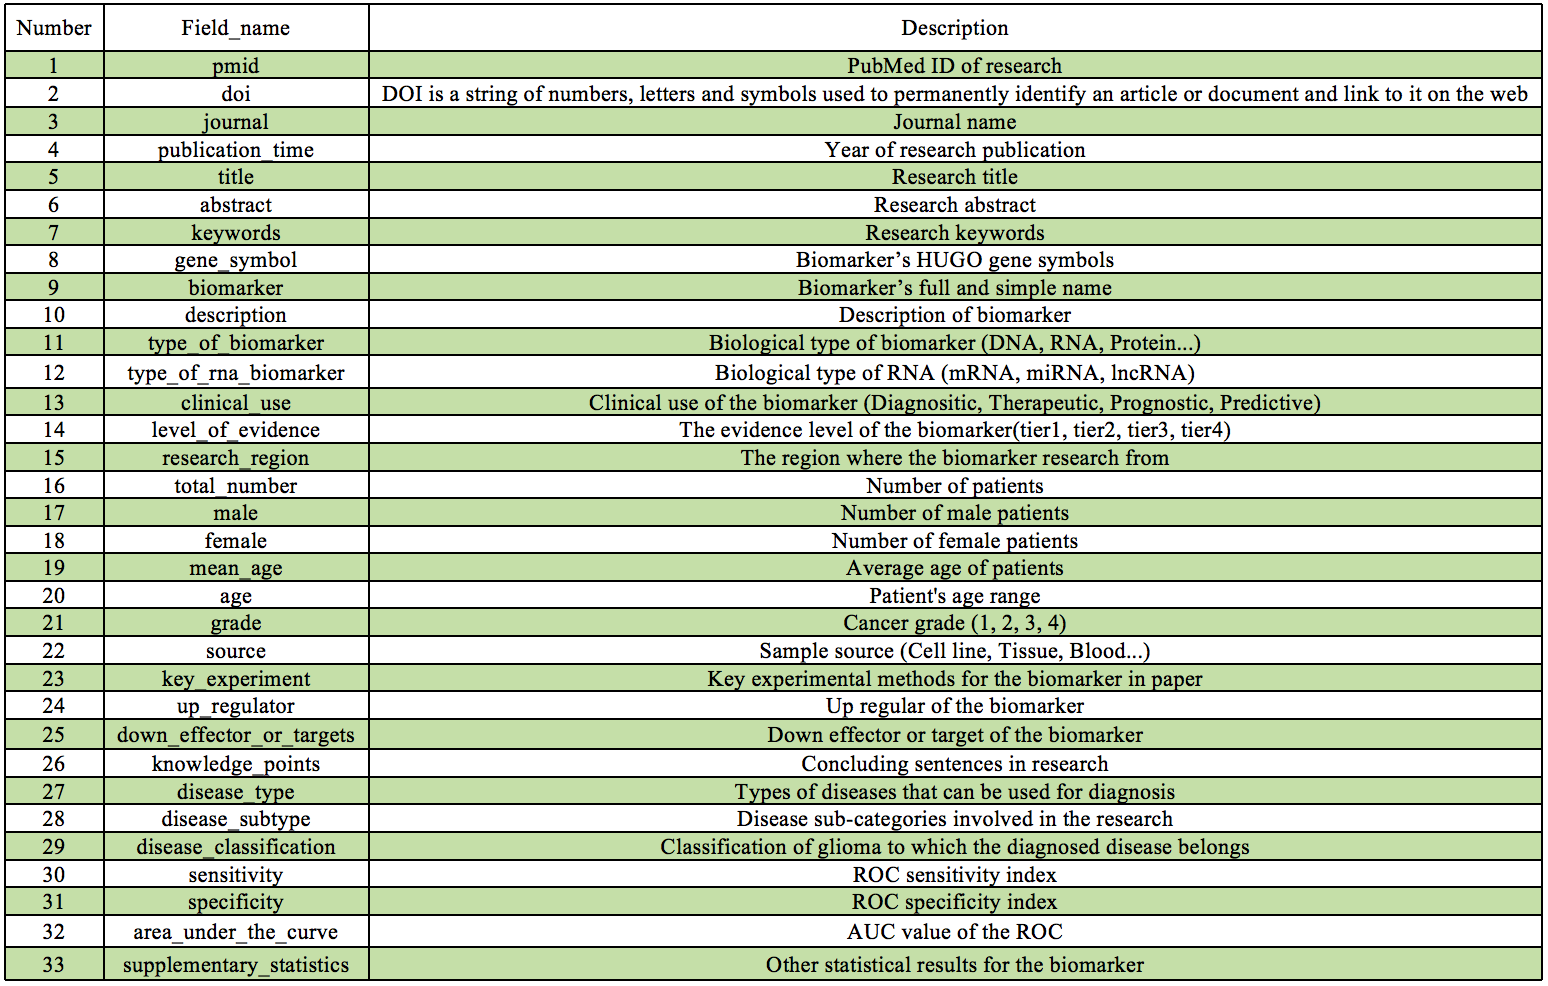 Number Field_name Description
1 pmid PubMed ID of research
2 doi DOI is a string of numbers, letters and symbols used to permanently identify an article or document and link to it on the web
3 journal Journal name
4 publication_time Year of research publication
5 title Research title
6 abstract Research abstract
7 keywords Research keywords
8 gene_symbol Biomarker’s HUGO gene symbols
9 biomarker Biomarker’s full and simple name
10 description Description of biomarker
11 type_of_biomarker Biological type of biomarker (DNA, RNA, Protein...)
12 type_of_rna_biomarker Biological type of RNA (mRNA, miRNA, lncRNA)
13 clinical_use Clinical use of the biomarker (Diagnositic, Therapeutic, Prognostic, Predictive)
14 level_of_evidence The evidence level of the biomarker(tier1, tier2, tier3, tier4)
15 research_region The region where the biomarker research from
16 total_number Number of patients
17 male Number of male patients
18 female Number of female patients
19 mean_age Average age of patients
20 age Patient's age range
21 grade Cancer grade (1, 2, 3, 4)
22 source Sample source (Cell line, Tissue, Blood...)
23 key_experiment Key experimental methods for the biomarker in paper
24 up_regulator Up regular of the biomarker
25 down_effector_or_targets Down effector or target of the biomarker
26 knowledge_points Concluding sentences in research
27 disease_type Types of diseases that can be used for diagnosis
28 disease_subtype Disease sub-categories involved in the research
29 disease_classification Classification of glioma to which the diagnosed disease belongs
30 sensitivity ROC sensitivity index
31 specificity ROC specificity index
32 area_under_the_curve AUC value of the ROC
33 supplementary_statistics Other statistical results for the biomarker